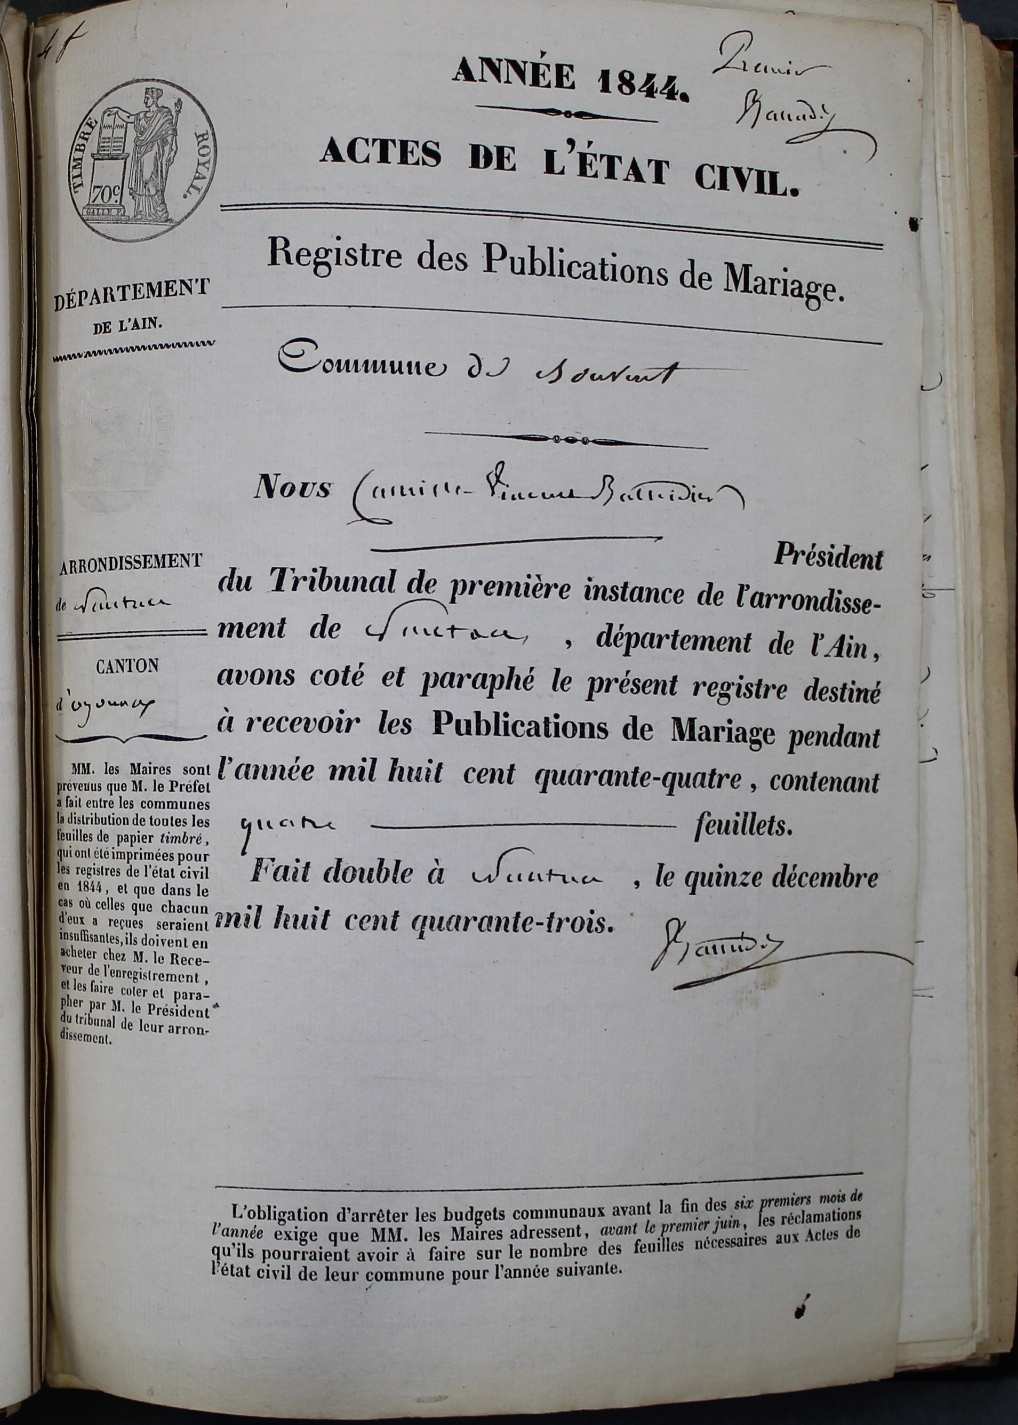 ANNÉE 1844.
Premier
ACTES DE L'ÉTAT CIVIL.
TIMBRE ROYAL.
70c
Registre des Publications de Mariage.
DÉPARTEMENT
DE L'AIN.
Commune de
Nous Camille Vincent
Président
ARRONDISSEMENT
de Nantua
du Tribunal de première instance de l'arrondisse-
ment de Nantua, , département de l'Ain,
CANTON
d'oyonnax
avons coté et paraphé le présent registre destiné
à recevoir les Publications de Mariage pendant
l'année mil huit cent quarante-quatre, contenant
quatre feuillets.
Fait double à Nantua , le quinze décembre
mil huit cent quarante-trois.
MM. les Maires sont
prévenus que M. le Préfet
a fait entre les communes
la distribution de toutes les
feuilles de papier timbré,
qui ont été imprimées pour
les registres de l'état civil
en 1844, et que dans le
cas où celles que chacun
d'eux a reçues seraient
insuffisantes, ils doivent en
acheter chez M. le Rece-
veur de l'enregistrement,
et les faire coter et para-
pher par M. le Président
du tribunal de leur arron-
dissement.
L'obligation d'arrêter les budgets communaux avant la fin des six premiers mois de
l'année exige que MM. les Maires adressent, avant le premier juin, les réclamations
qu'ils pourraient avoir à faire sur le nombre des feuilles nécessaires aux Actes de
l'état civil de leur commune pour l'année suivante.